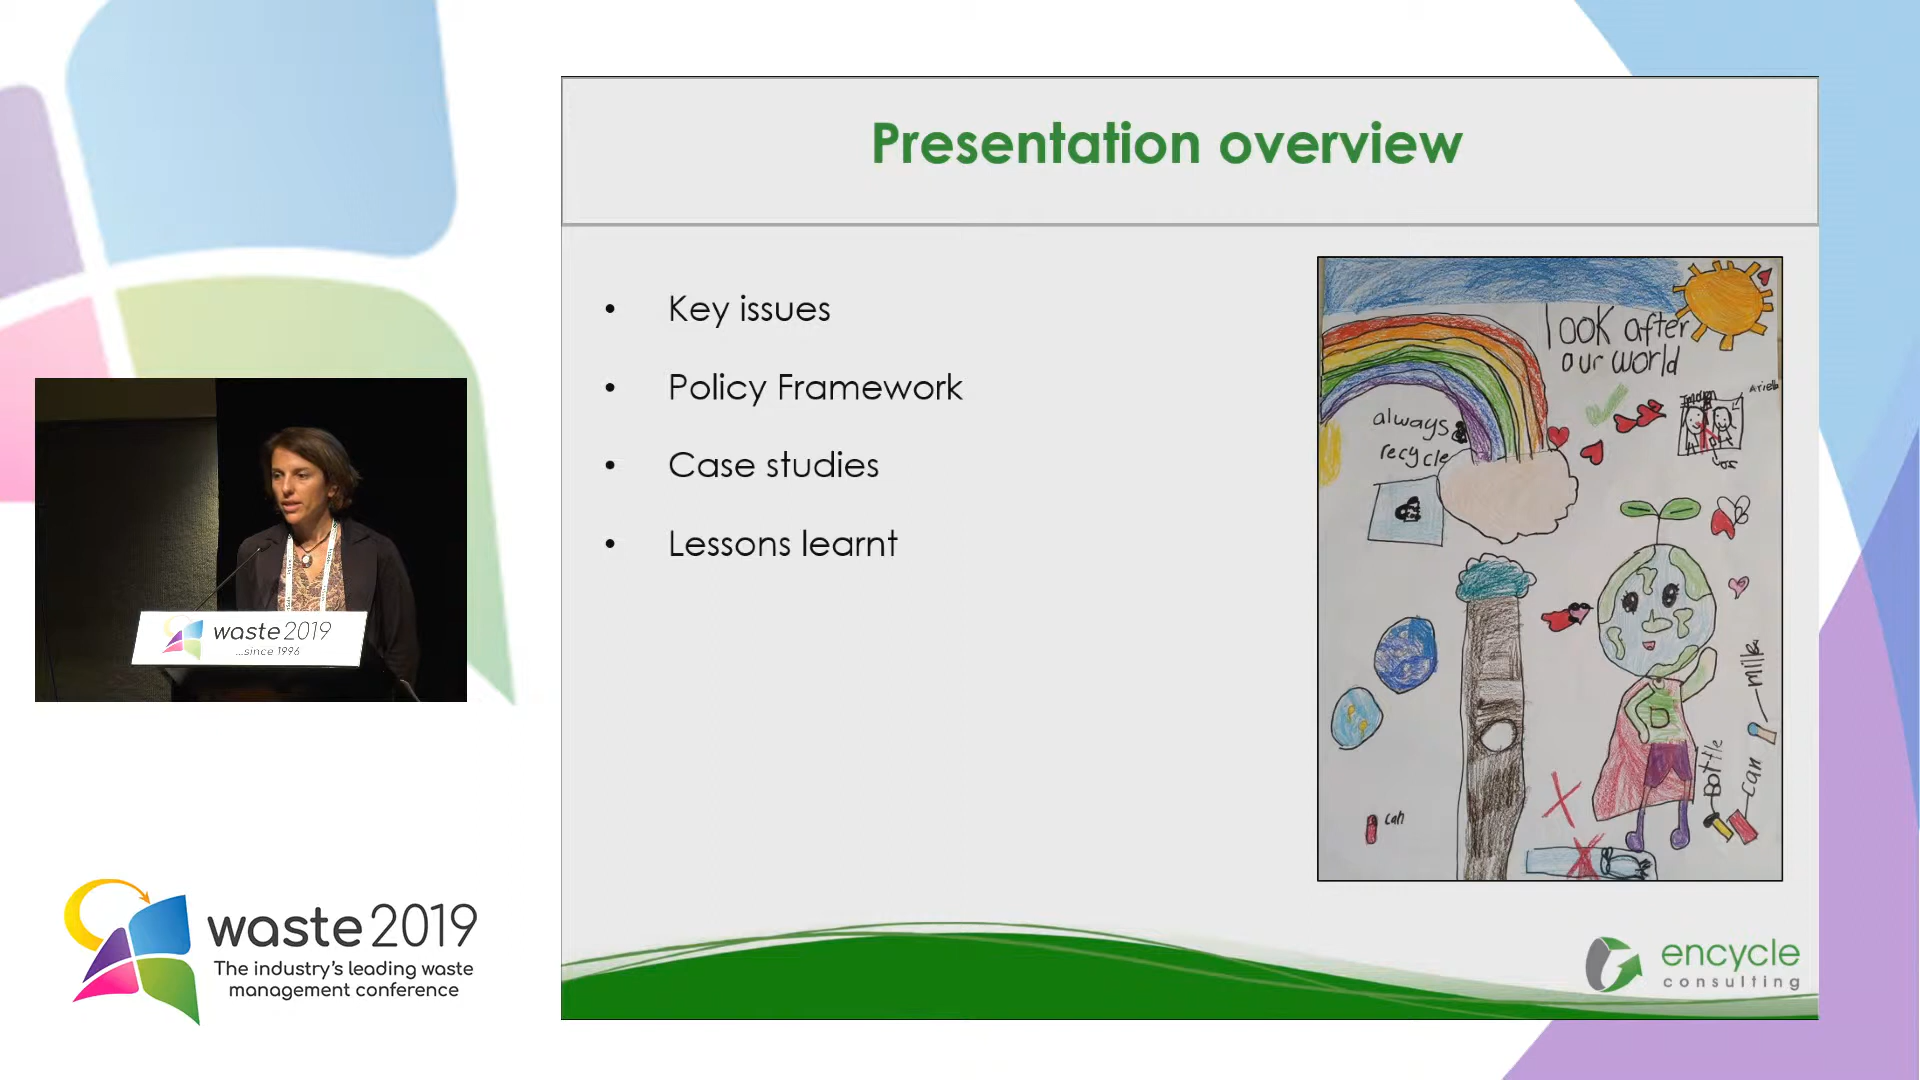 Presentation overview
• Key issues
• Policy Framework
• Case studies
• Lessons learnt
look after
our world
always
recycle
Ariella
milk
Bottle
can
can
waste 2019
...since 1996
waste 2019
The industry's leading waste
management conference
encycle
consulting